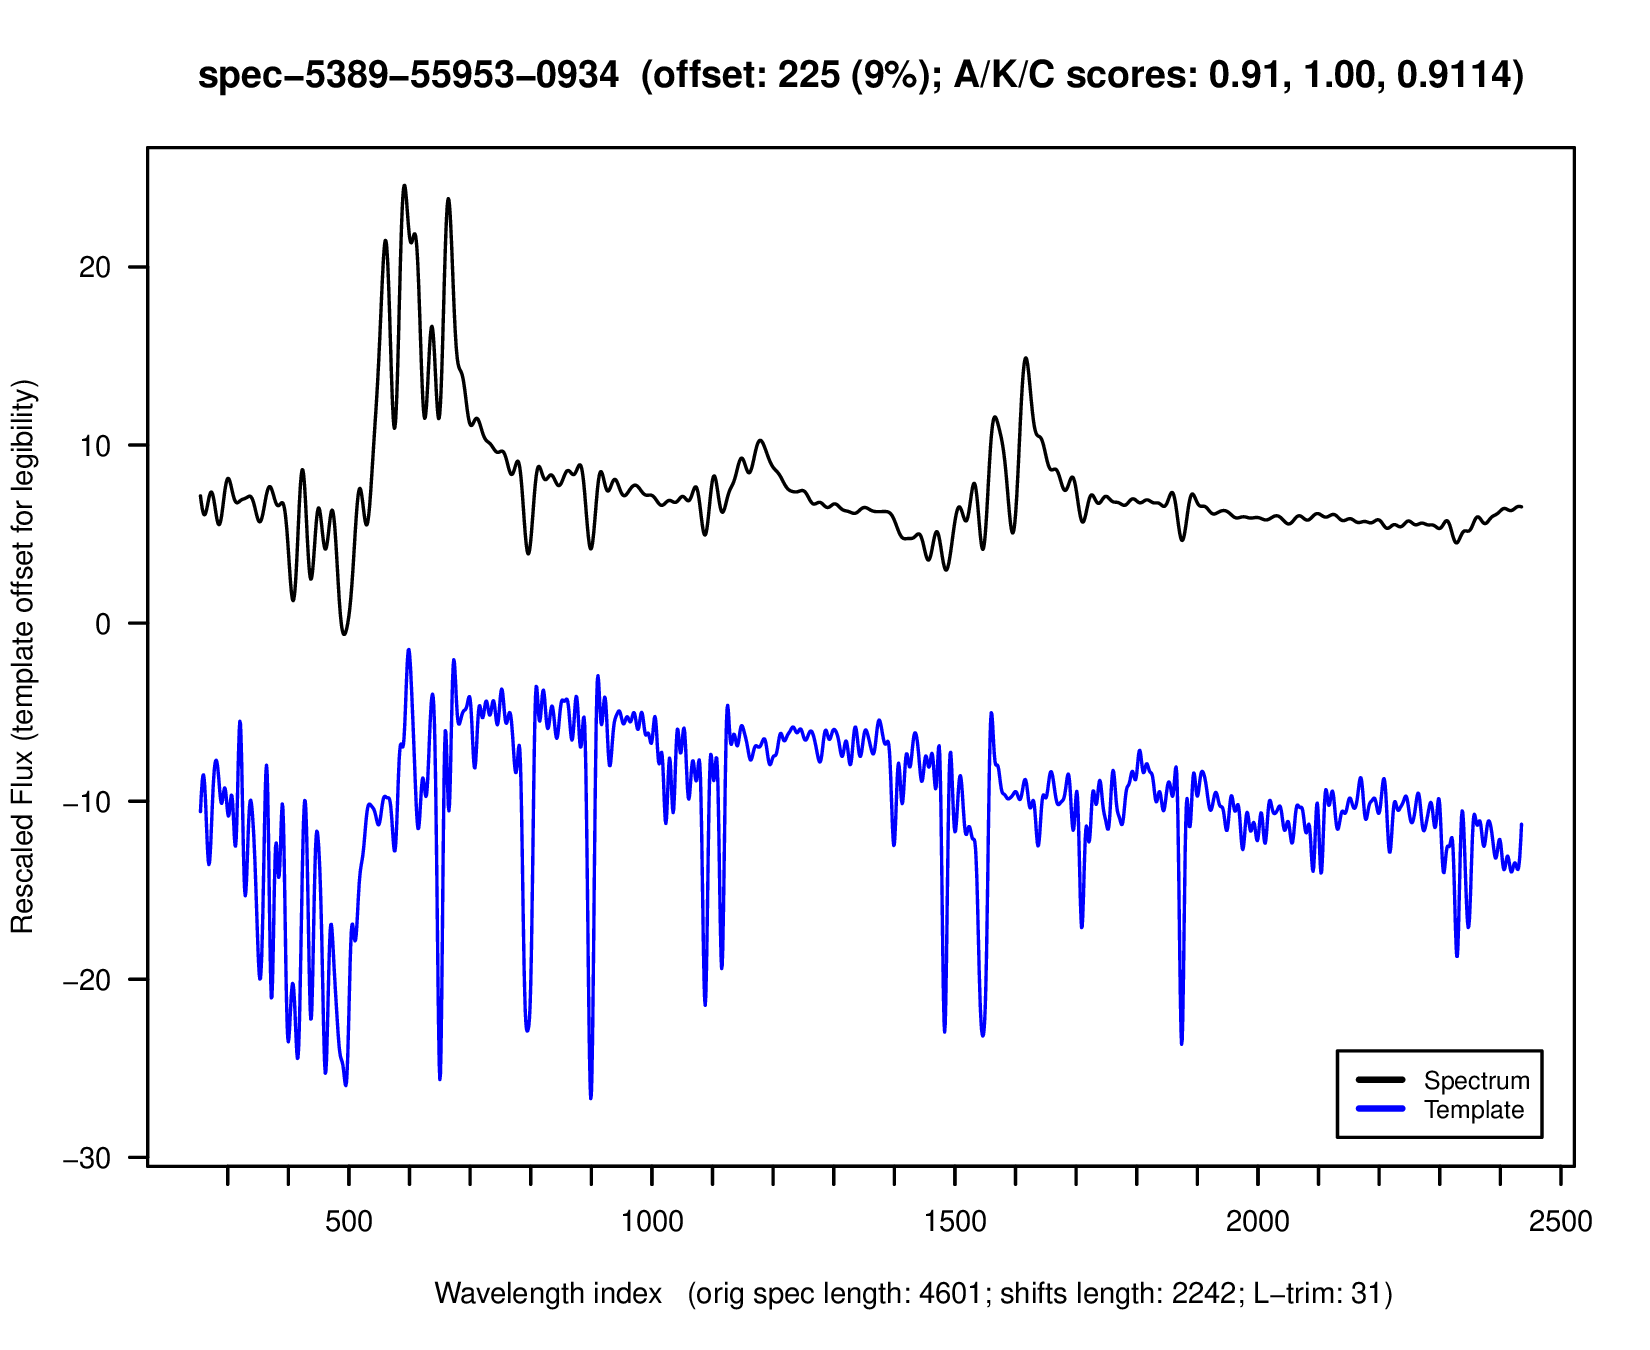 spec−5389−55953−0934  (offset: 225 (9%); A/K/C scores: 0.91, 1.00, 0.9114)
Rescaled Flux (template offset for legibility)
20
10
0
−10
−20
−30
Spectrum
Template
500 1000 1500 2000 2500
Wavelength index   (orig spec length: 4601; shifts length: 2242; L−trim: 31)